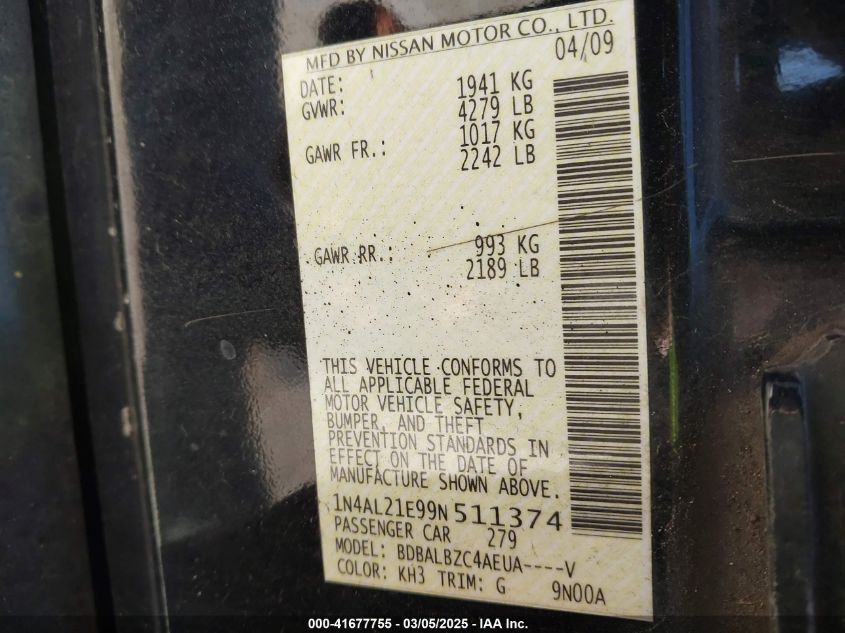 MFD BY NISSAN MOTOR CO., LTD.
DATE: 04/09
GVWR: 1941 KG
4279 LB
GAWR FR.: 1017 KG
2242 LB
GAWR RR.: 993 KG
2189 LB
THIS VEHICLE CONFORMS TO
ALL APPLICABLE FEDERAL
MOTOR VEHICLE SAFETY,
BUMPER, AND THEFT
PREVENTION STANDARDS IN
EFFECT ON THE DATE OF
MANUFACTURE SHOWN ABOVE.
1N4AL21E99N511374
PASSENGER CAR 279
MODEL: BDBALBZC4AEUA----V
COLOR: KH3 TRIM: G 9N00A
000-41677755 - 03/05/2025 - IAA Inc.